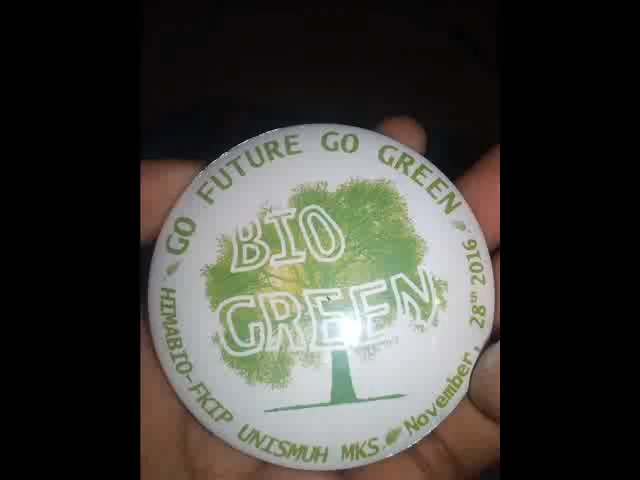 GO FUTURE GO GREEN
BIO
GREEN
HIMABIO-FKIP UNISMUH MKS.
November, 28th 2016